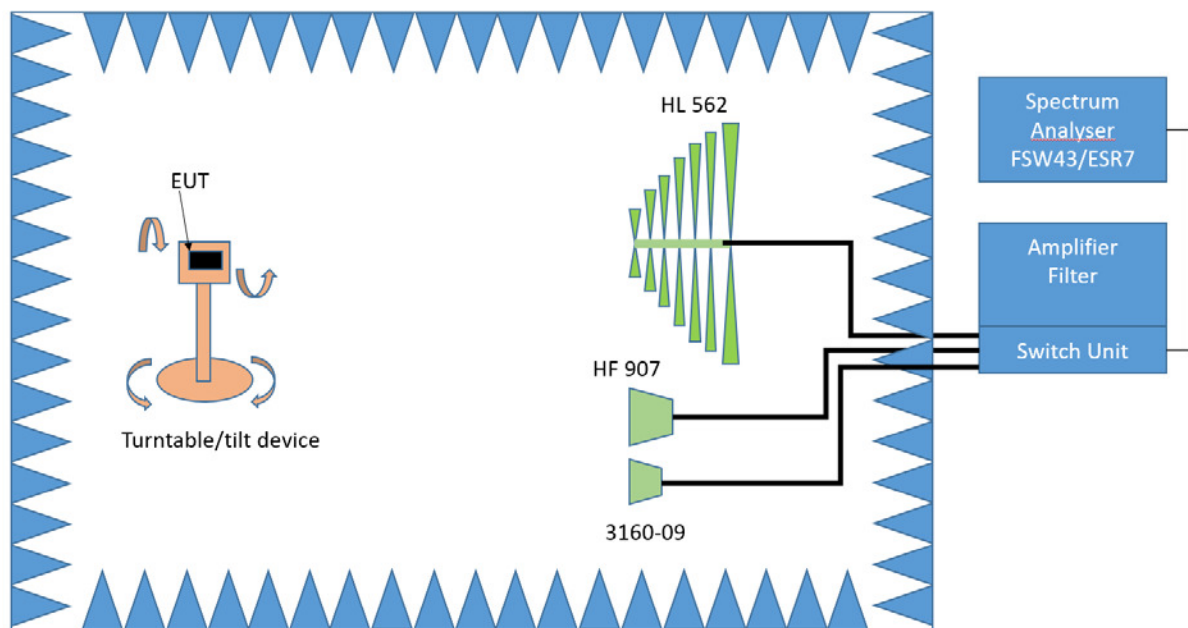 HL 562
EUT
HF 907
Turntable/tilt device
3160-09
Spectrum
Analyser
FSW43/ESR7
Amplifier
Filter
Switch Unit